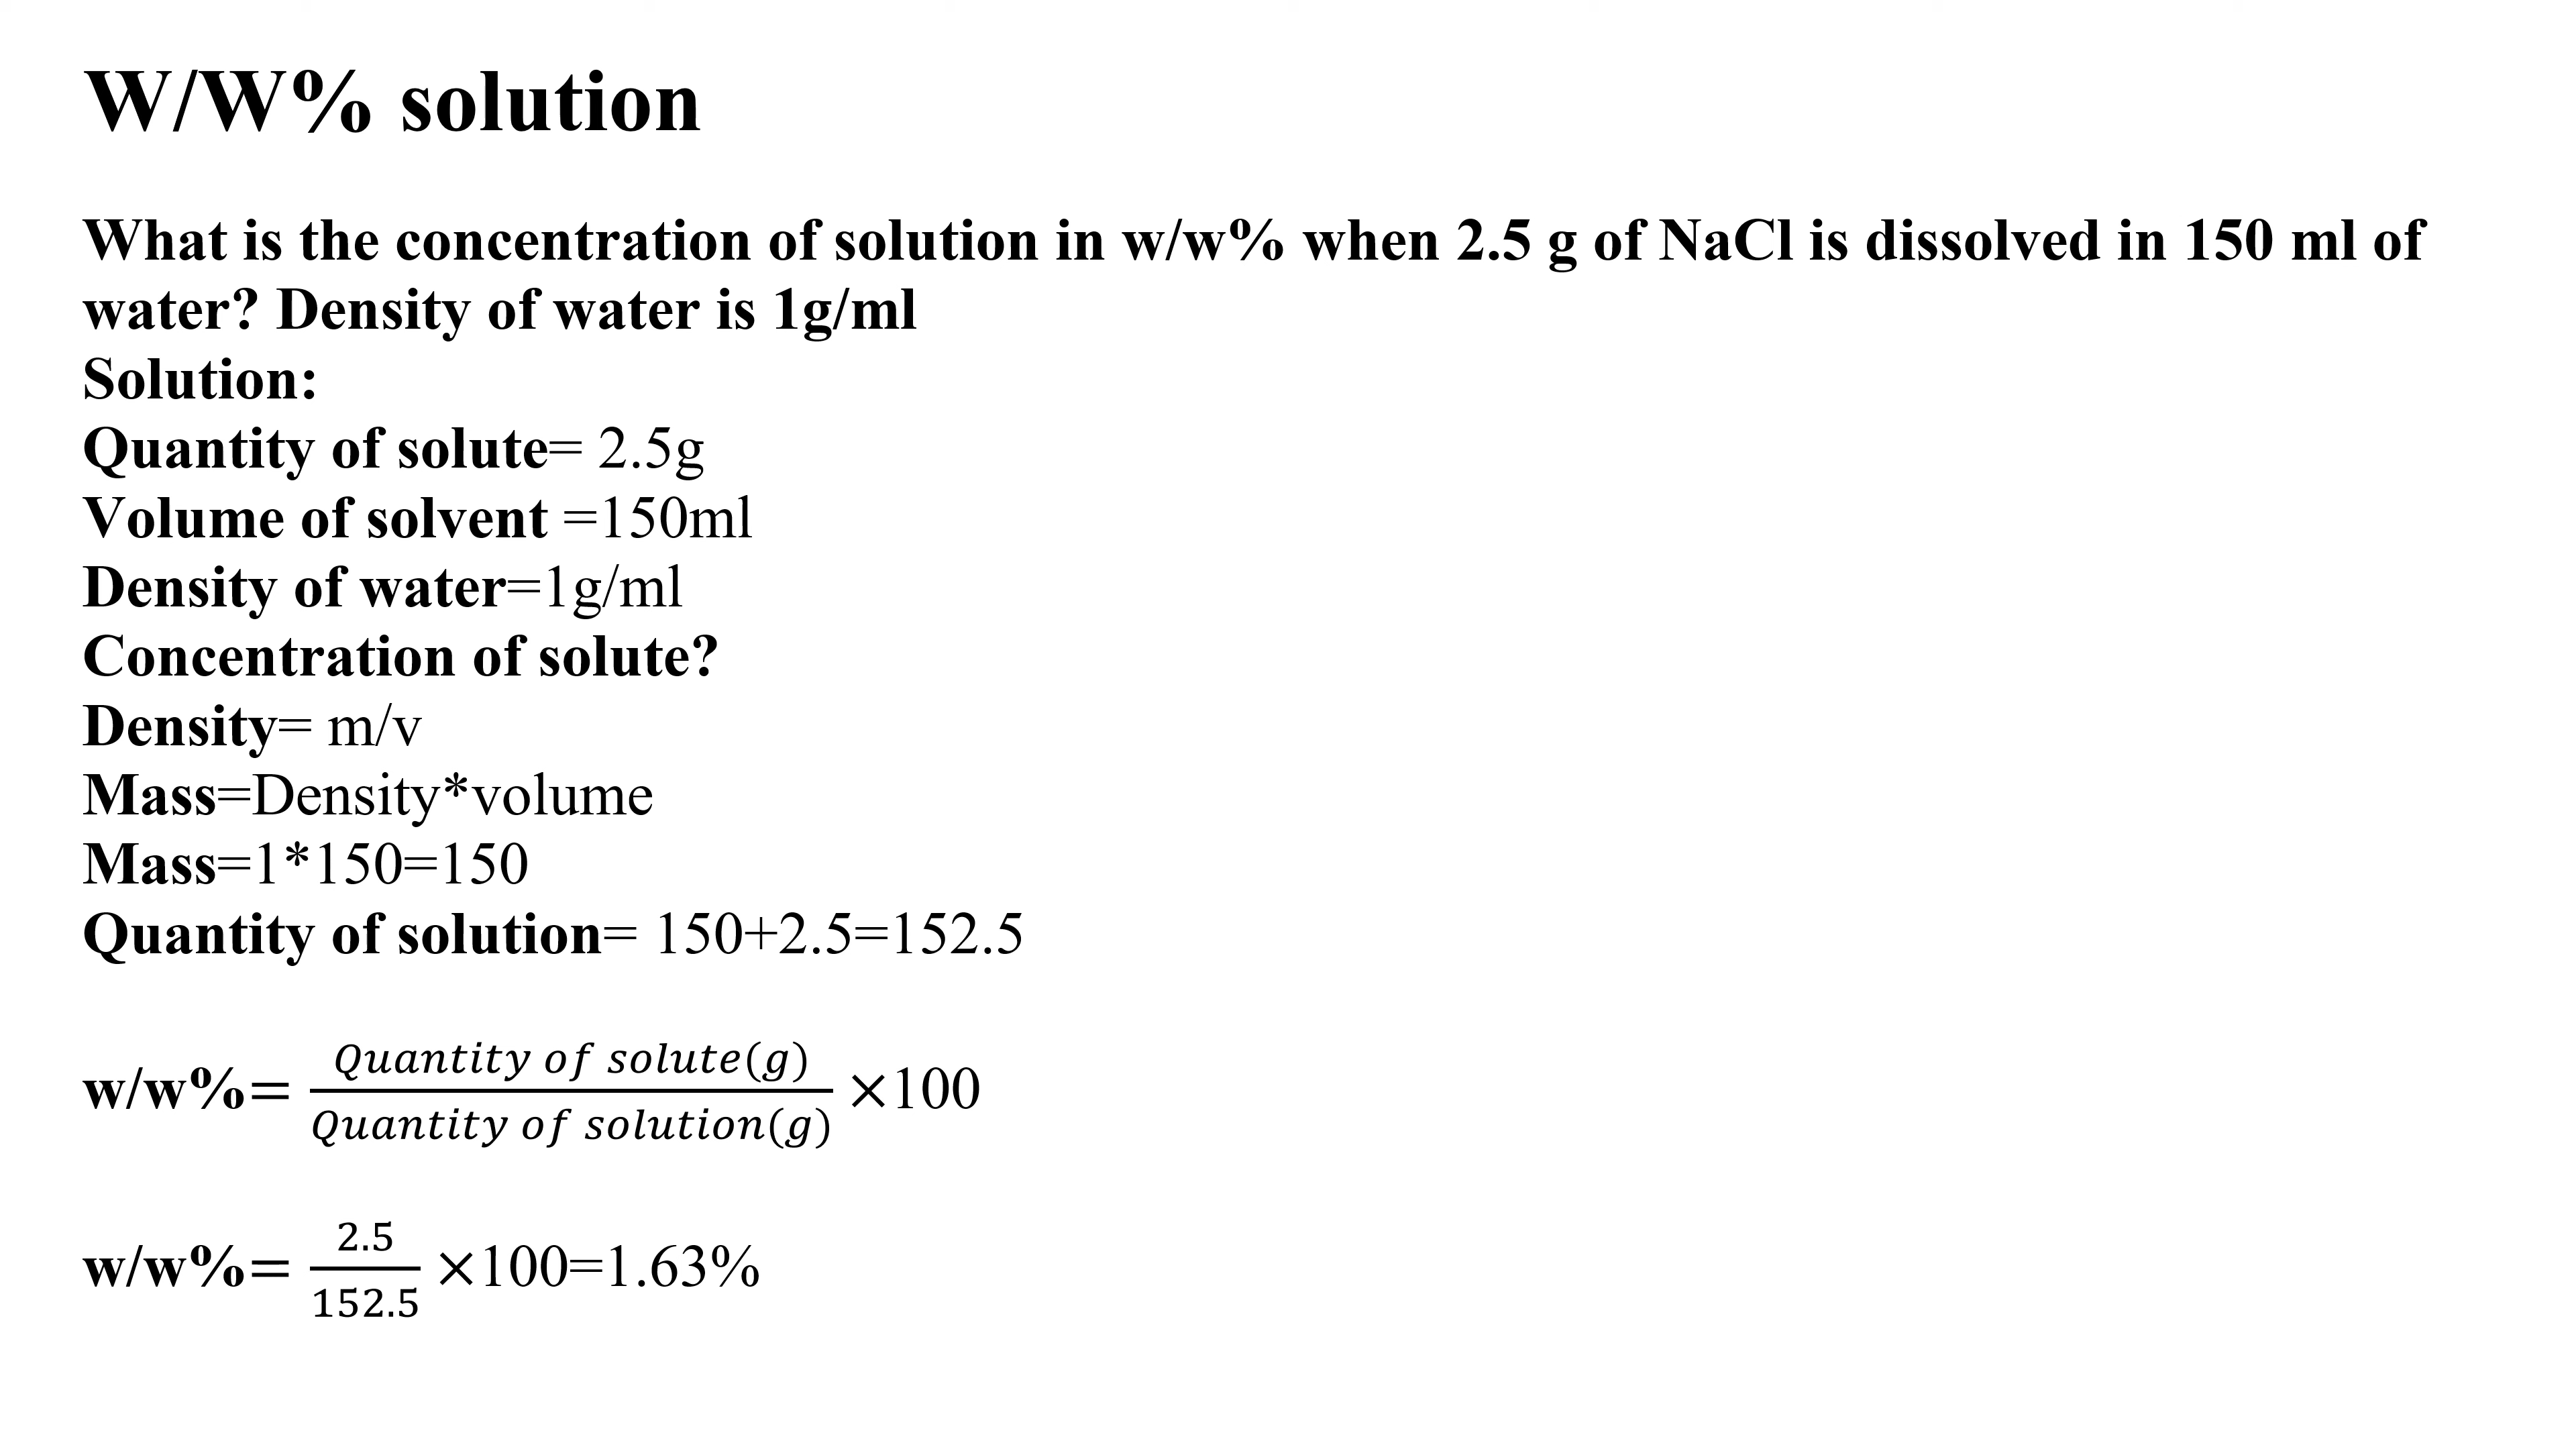 W/W% solution
What is the concentration of solution in w/w% when 2.5 g of NaCl is dissolved in 150 ml of
water? Density of water is 1g/ml
Solution:
Quantity of solute= 2.5g
Volume of solvent =150ml
Density of water=1g/ml
Concentration of solute?
Density= m/v
Mass=Density*volume
Mass=1*150=150
Quantity of solution= 150+2.5=152.5
w/w%= Quantity of solute(g) / Quantity of solution(g) ×100
w/w%= 2.5 / 152.5 ×100=1.63%